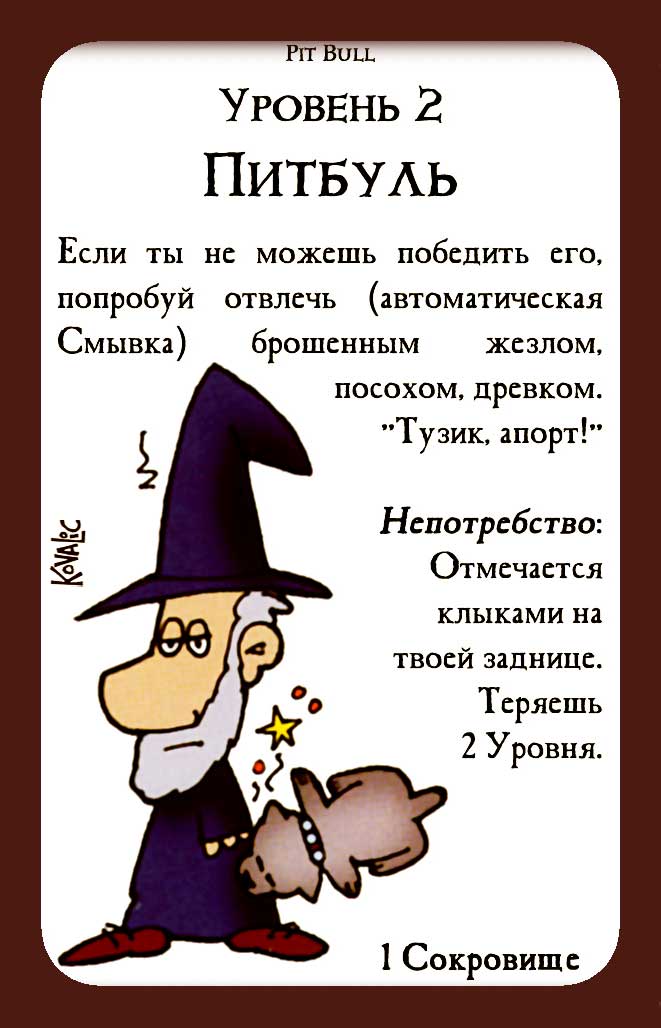 Pit Bull
Уровень 2
Питбуль
Если ты не можешь победить его,
попробуй отвлечь (автоматическая
Смывка) брошенным жезлом,
посохом, древком.
"Тузик, апорт!"
Непотребство:
Отмечается
клыками на
твоей заднице.
Теряешь
2 Уровня.
KOVALIC
1 Сокровище